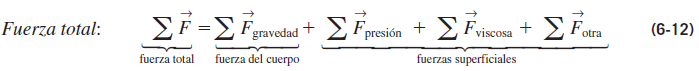 Fuerza total: ∑ F⃗ = ∑ F⃗gravedad + ∑ F⃗presión + ∑ F⃗viscosa + ∑ F⃗otra (6-12)
fuerza total fuerza del cuerpo fuerzas superficiales